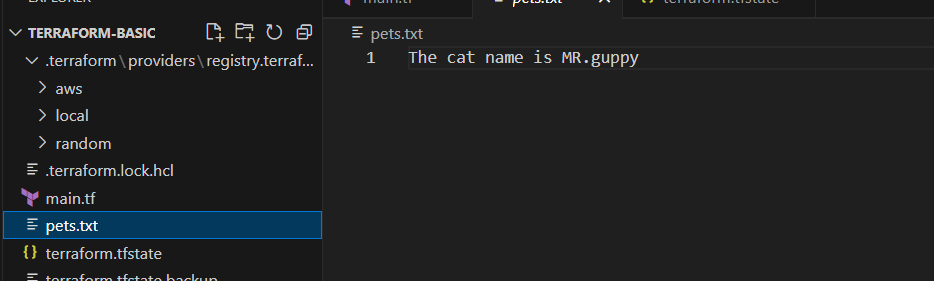 EXPLORER
TERRAFORM-BASIC
.terraform\providers\registry.terraf...
aws
local
random
.terraform.lock.hcl
main.tf
pets.txt
terraform.tfstate
terraform.tfstate.backup
main.tf
pets.txt
terraform.tfstate
pets.txt
1 The cat name is MR.guppy